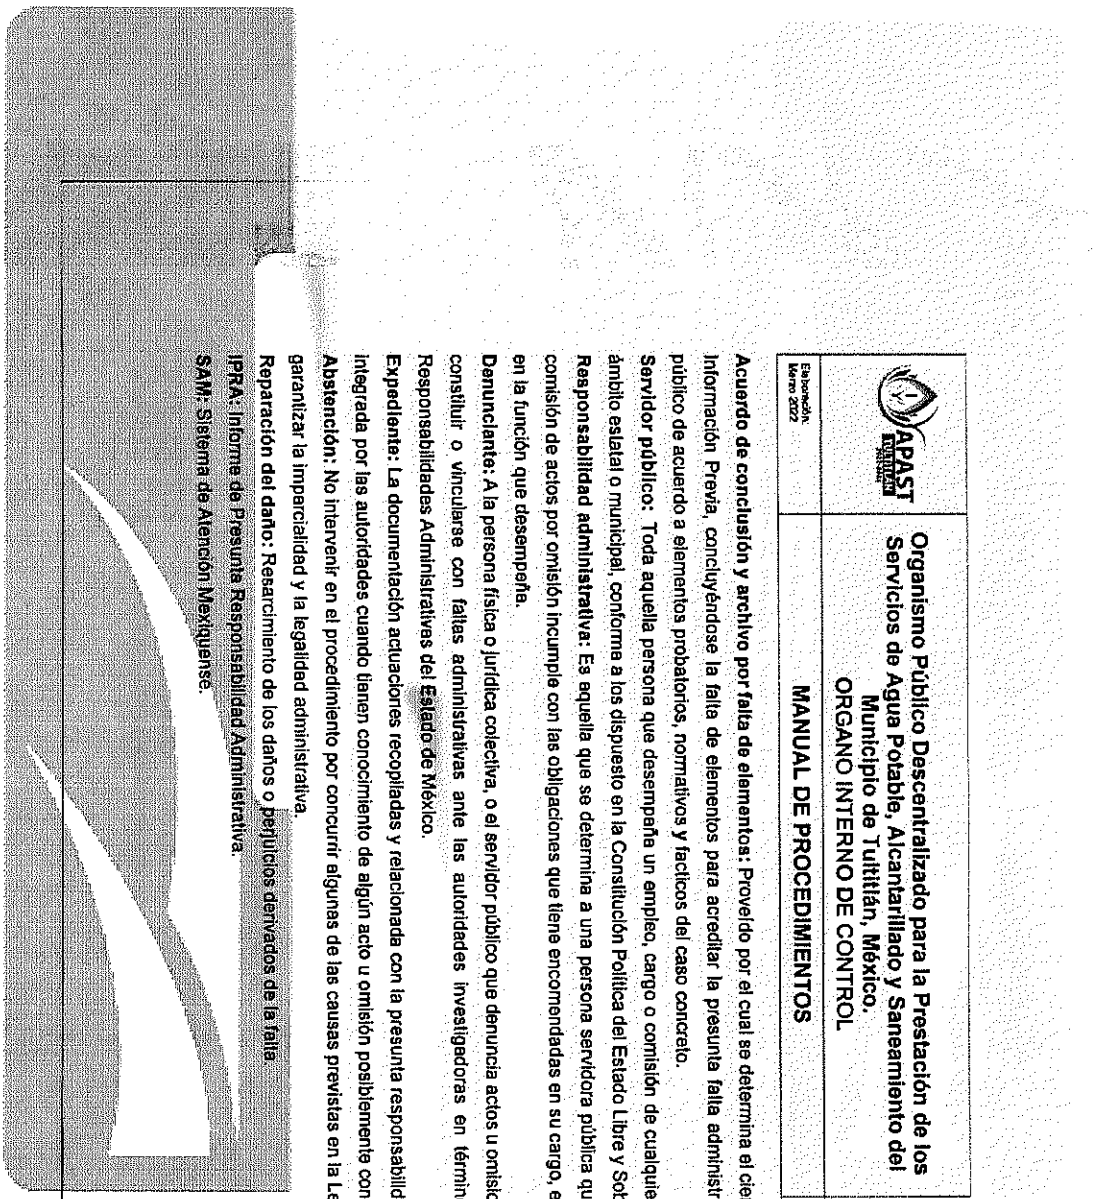 APAST
TULTITLÁN
Organismo Público Descentralizado para la Prestación de los
Servicios de Agua Potable, Alcantarillado y Saneamiento del
Municipio de Tultitlán, México.
ORGANO INTERNO DE CONTROL
Elaboración:
Marzo 2022
MANUAL DE PROCEDIMIENTOS
Acuerdo de conclusión y archivo por falta de elementos: Proveído por el cual se determina el cie
Información Previa, concluyéndose la falta de elementos para acreditar la presunta falta administr
público de acuerdo a elementos probatorios, normativos y facticos del caso concreto.
Servidor público: Toda aquella persona que desempeña un empleo, cargo o comisión de cualquie
ámbito estatal o municipal, conforme a los dispuesto en la Constitución Política del Estado Libre y Sob
Responsabilidad administrativa: Es aquella que se determina a una persona servidora pública qu
comisión de actos por omisión incumple con las obligaciones que tiene encomendadas en su cargo, e
en la función que desempeña.
Denunciante: A la persona física o jurídica colectiva, o el servidor público que denuncia actos u omisio
constituir o vincularse con faltas administrativas ante las autoridades investigadoras en términ
Responsabilidades Administrativas del Estado de México.
Expediente: La documentación actuaciones recopiladas y relacionada con la presunta responsabilid
integrada por las autoridades cuando tienen conocimiento de algún acto u omisión posiblemente con
Abstención: No intervenir en el procedimiento por concurrir algunas de las causas previstas en la Le
garantizar la imparcialidad y la legalidad administrativa.
Reparación del daño: Resarcimiento de los daños o perjuicios derivados de la falta.
IPRA: Informe de Presunta Responsabilidad Administrativa.
SAM: Sistema de Atención Mexiquense.